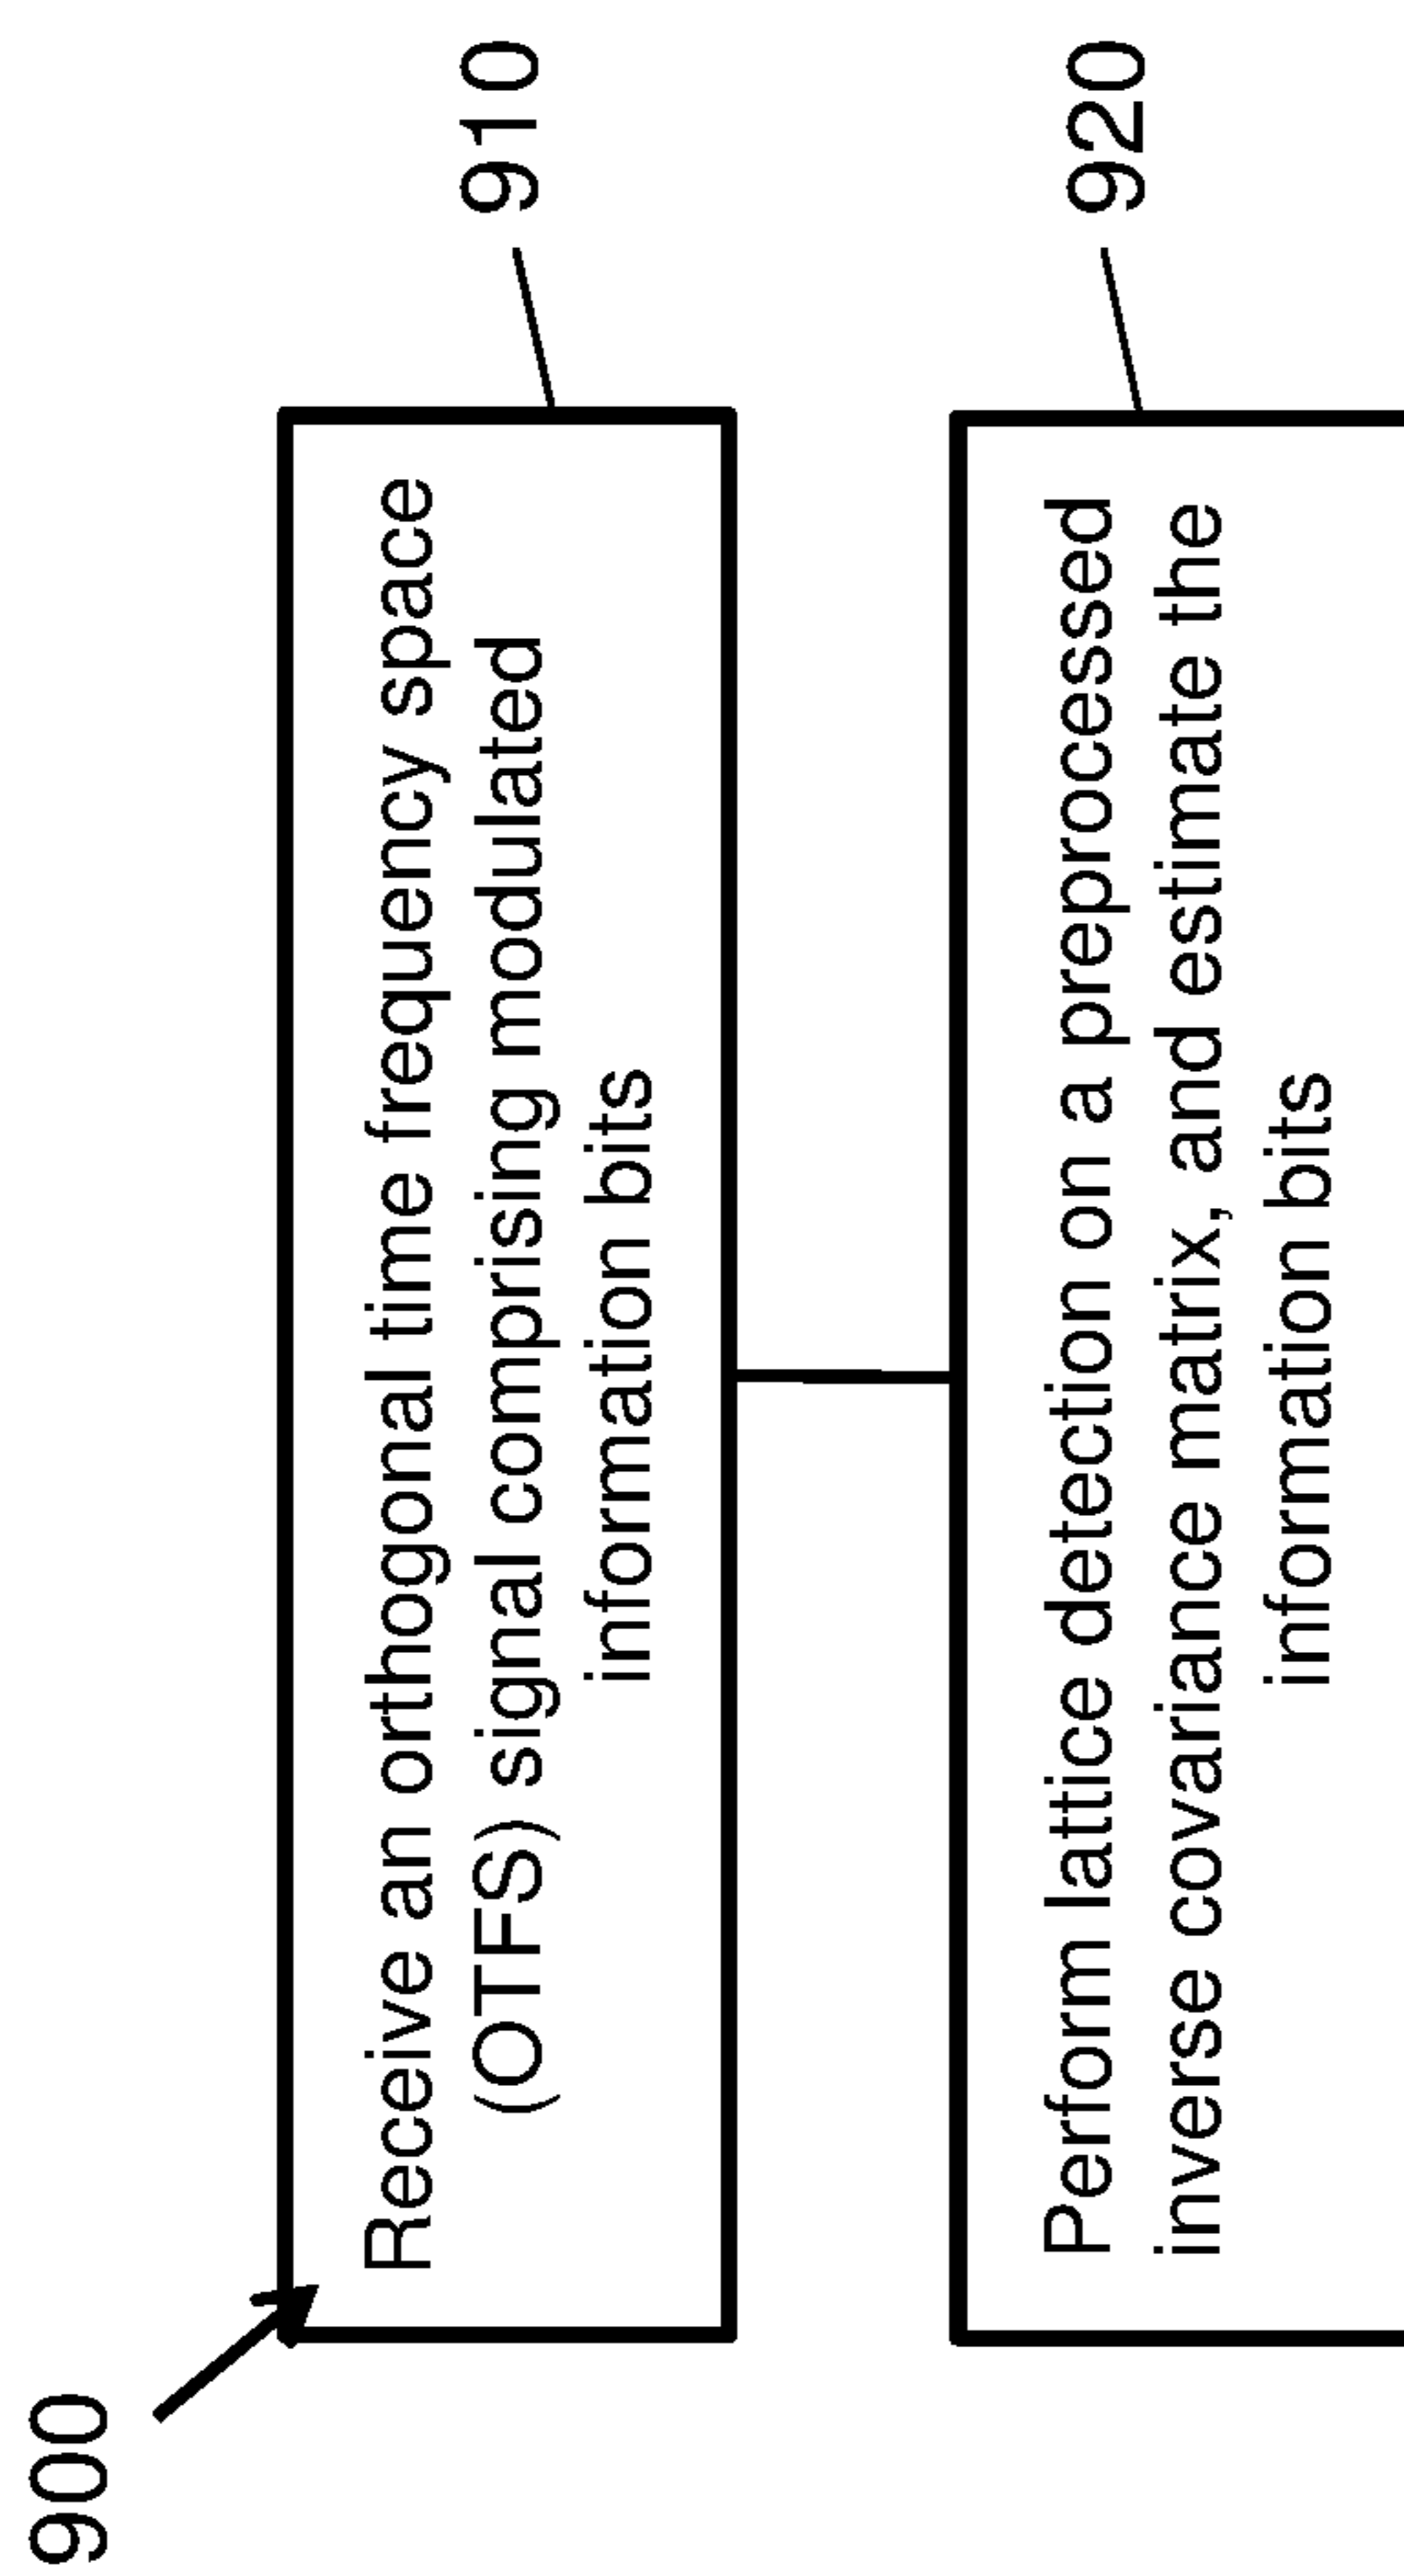 900
Receive an orthogonal time frequency space
(OTFS) signal comprising modulated
information bits
910
Perform lattice detection on a preprocessed
inverse covariance matrix, and estimate the
information bits
920